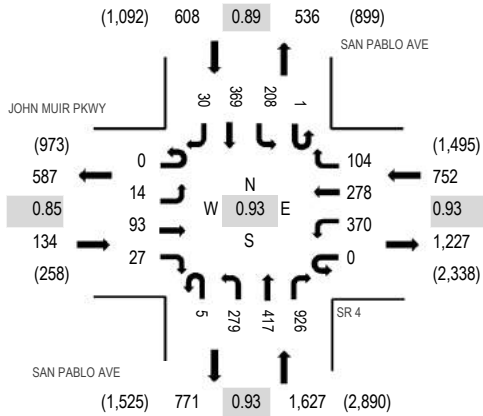 (1,092) 608 0.89 536 (899)
SAN PABLO AVE
JOHN MUIR PKWY
30 369 208 1
(973)
587
0.85
134
(258)
0
14
93
27
N
W 0.93 E
S
104
278
370
0
(1,495)
752
0.93
1,227
(2,338)
5 279 417 926
SR 4
SAN PABLO AVE
(1,525) 771 0.93 1,627 (2,890)